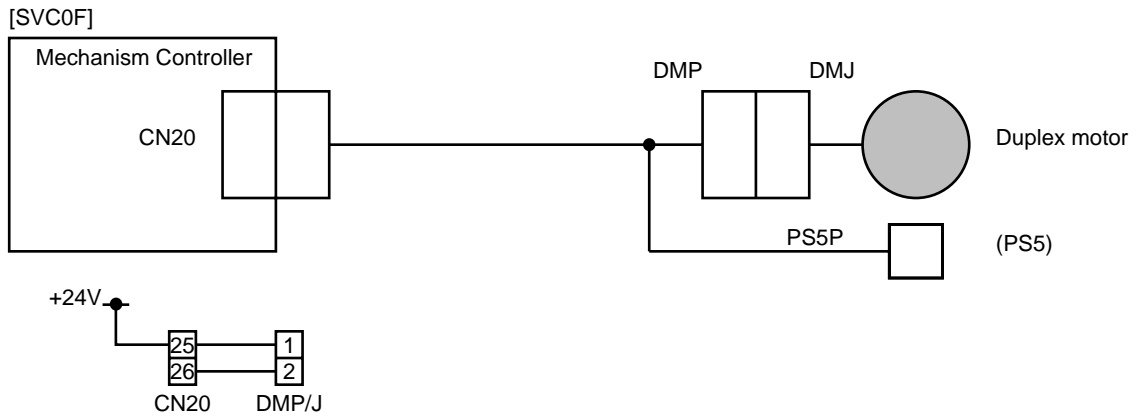 [SVC0F]
Mechanism Controller
DMP DMJ
CN20 Duplex motor
PS5P (PS5)
+24V
25 1
26 2
CN20 DMP/J